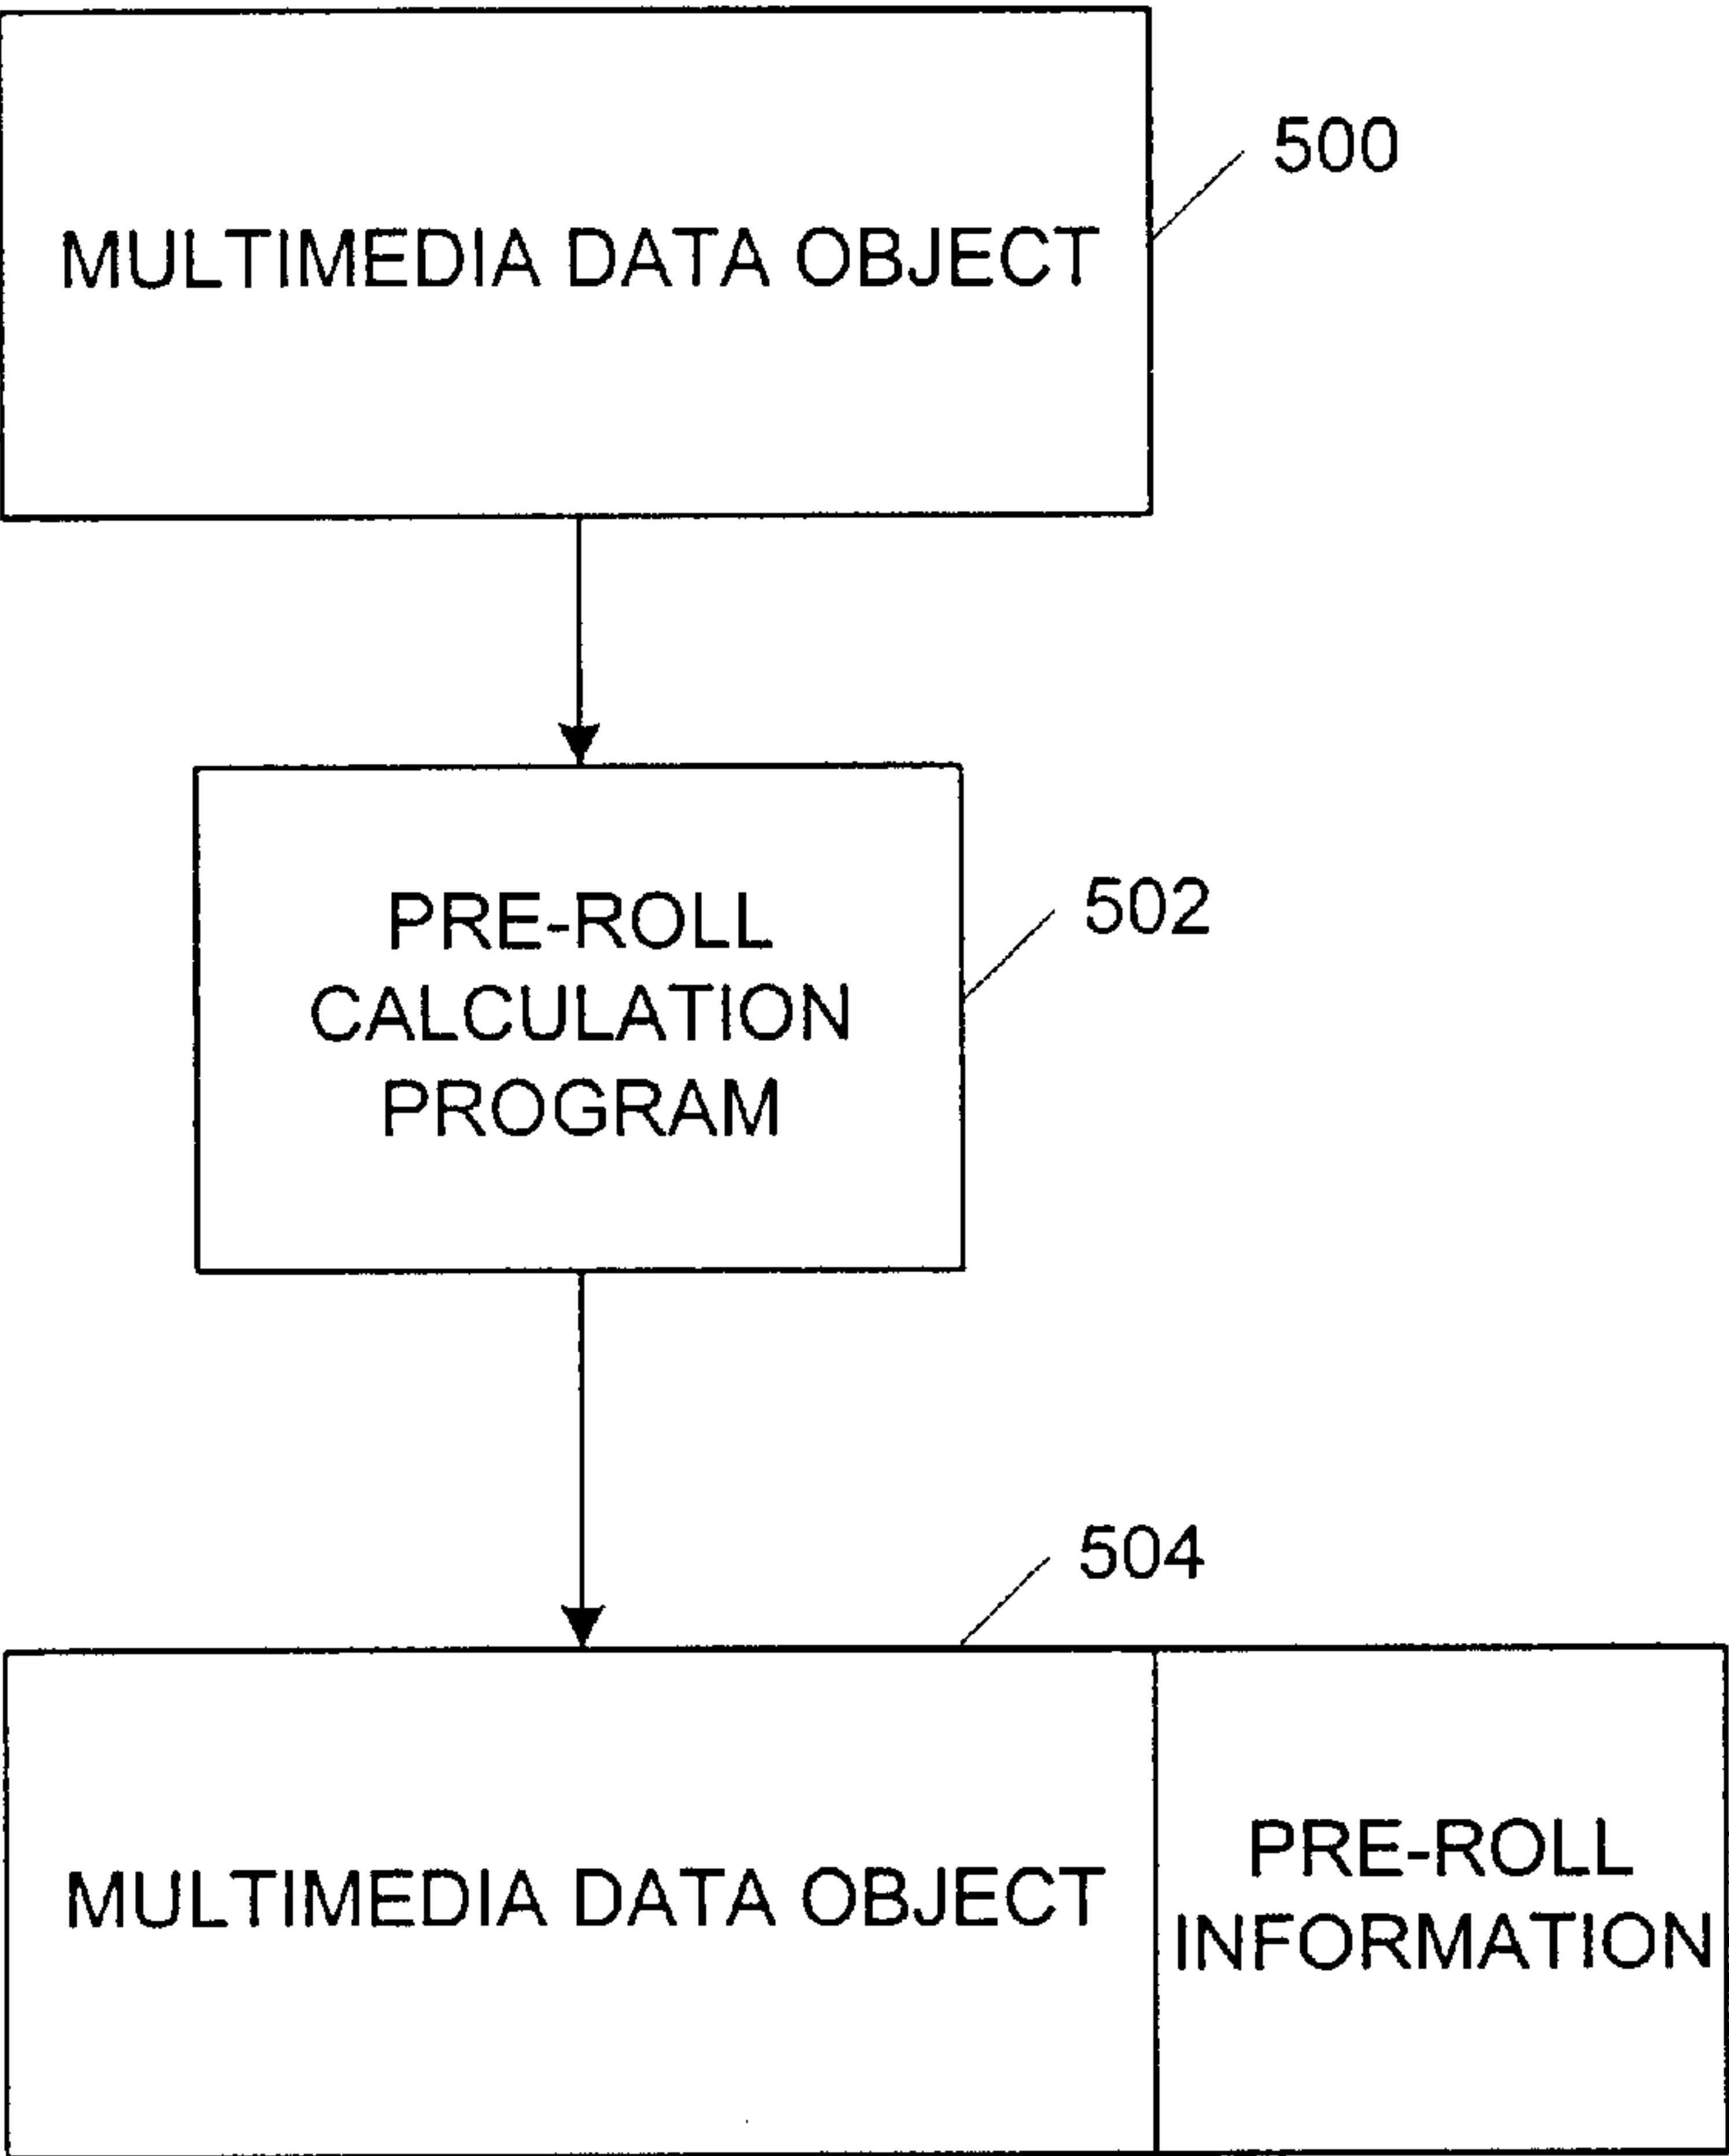 500
MULTIMEDIA DATA OBJECT
PRE-ROLL
CALCULATION
PROGRAM
502
504
MULTIMEDIA DATA OBJECT
PRE-ROLL
INFORMATION